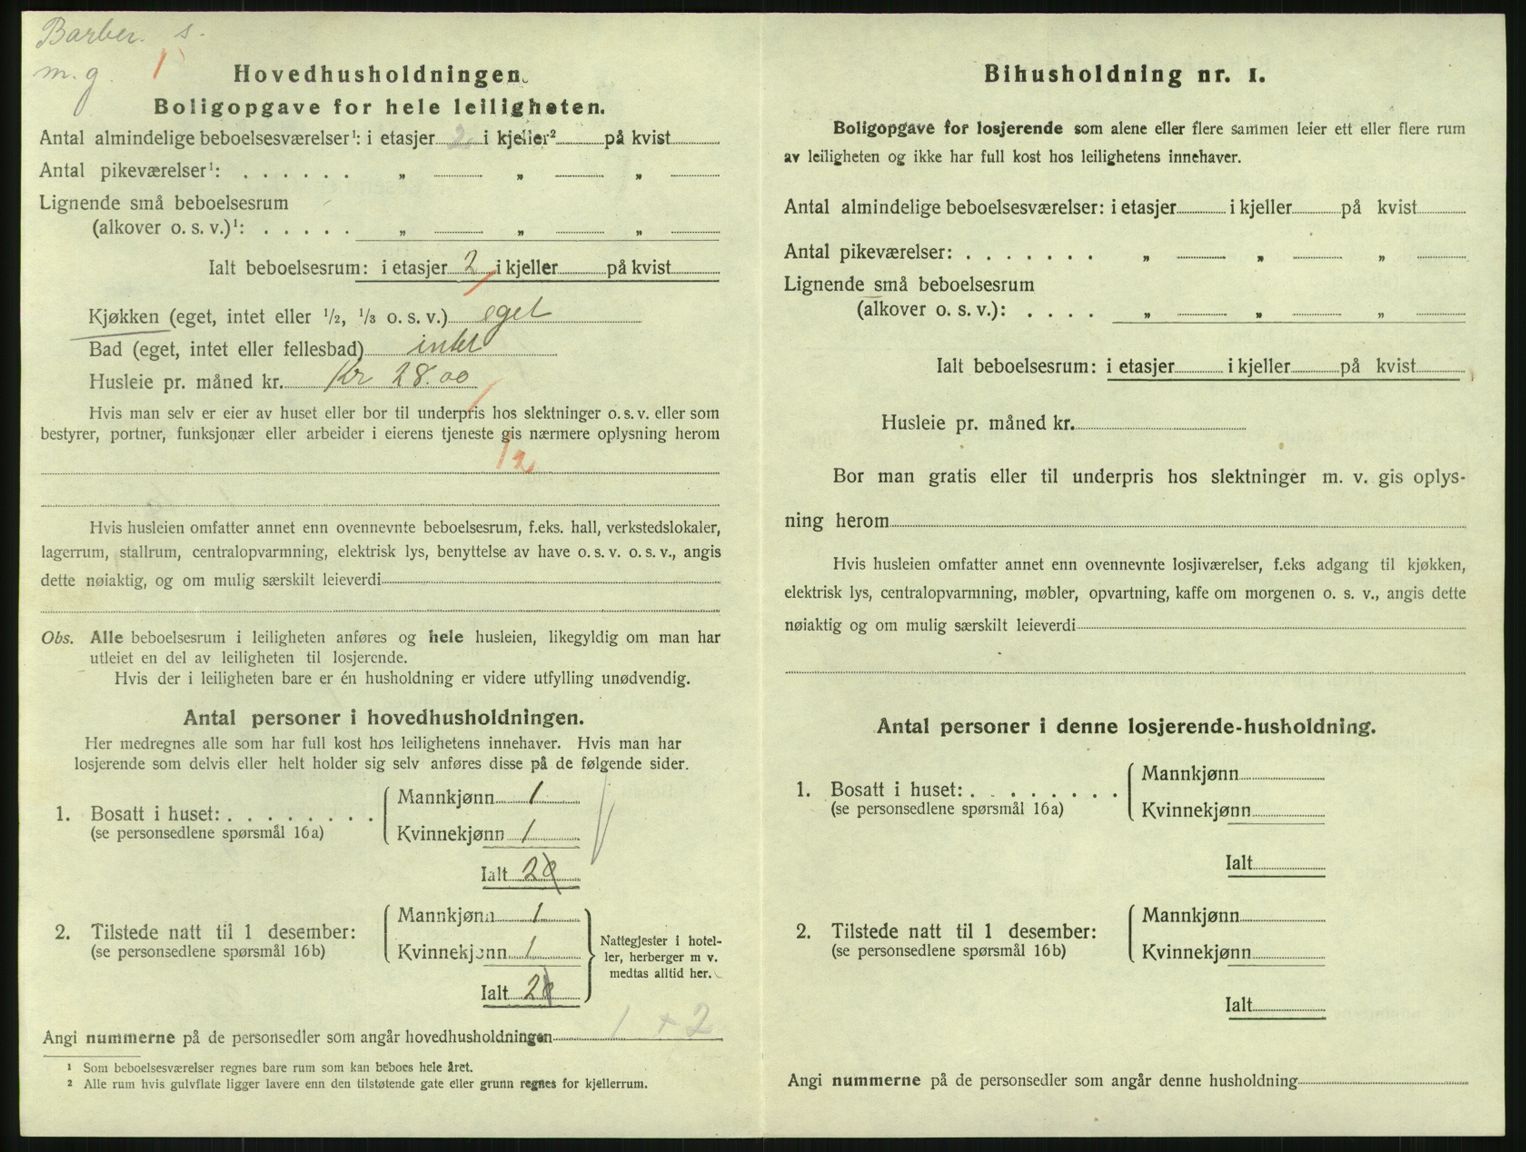 Barber. s.
m. g. 1
Hovedhusholdningen.
Boligopgave for hele leiligheten.
Antal almindelige beboelsesværelser¹: i etasjer 2 i kjeller² på kvist
Antal pikeværelser¹: . . . . . . „ „ „
Lignende små beboelsesrum
(alkover o. s. v.)¹: . . . . . „ „ „
Ialt beboelsesrum: i etasjer 2 i kjeller på kvist
Kjøkken (eget, intet eller ½, ⅓ o. s. v.) eget
Bad (eget, intet eller fellesbad) intet
Husleie pr. måned kr. Kr 28.00
Hvis man selv er eier av huset eller bor til underpris hos slektninger o. s. v. eller som
bestyrer, portner, funksjonær eller arbeider i eierens tjeneste gis nærmere oplysning herom
1/2
Hvis husleien omfatter annet enn ovennevnte beboelsesrum, f.eks. hall, verkstedslokaler,
lagerrum, stallrum, centralopvarmning, elektrisk lys, benyttelse av have o. s. v. o. s. v., angis
dette nøiaktig, og om mulig særskilt leieverdi
Obs. Alle beboelsesrum i leiligheten anføres og hele husleien, likegyldig om man har
utleiet en del av leiligheten til losjerende.
Hvis der i leiligheten bare er én husholdning er videre utfylling unødvendig.
Antal personer i hovedhusholdningen.
Her medregnes alle som har full kost hos leilighetens innehaver. Hvis man har
losjerende som delvis eller helt holder sig selv anføres disse på de følgende sider.
1. Bosatt i huset: . . . . . . . .
(se personsedlene spørsmål 16a)
Mannkjønn 1
Kvinnekjønn 1
Ialt 2
2. Tilstede natt til 1 desember:
(se personsedlene spørsmål 16b)
Mannkjønn 1
Kvinnekjønn 1
Ialt 2
Nattegjester i hotel-
ler, herberger m v.
medtas alltid her.
Angi nummerne på de personsedler som angår hovedhusholdningen 1 + 2
¹ Som beboelsesværelser regnes bare rum som kan beboes hele året.
² Alle rum hvis gulvflate ligger lavere enn den tilstøtende gate eller grunn regnes for kjellerrum.
Bihusholdning nr. 1.
Boligopgave for losjerende som alene eller flere sammen leier ett eller flere rum
av leiligheten og ikke har full kost hos leilighetens innehaver.
Antal almindelige beboelsesværelser: i etasjer i kjeller på kvist
Antal pikeværelser: . . . . . . . „ „ „
Lignende små beboelsesrum
(alkover o. s. v.): . . . . „ „ „
Ialt beboelsesrum: i etasjer i kjeller på kvist
Husleie pr. måned kr.
Bor man gratis eller til underpris hos slektninger m. v. gis oplys-
ning herom
Hvis husleien omfatter annet enn ovennevnte losjiværelser, f.eks adgang til kjøkken,
elektrisk lys, centralopvarmning, møbler, opvartning, kaffe om morgenen o. s. v., angis dette
nøiaktig og om mulig særskilt leieverdi
Antal personer i denne losjerende-husholdning.
1. Bosatt i huset: . . . . . . . .
(se personsedlene spørsmål 16a)
Mannkjønn
Kvinnekjønn
Ialt
2. Tilstede natt til 1 desember:
(se personsedlene spørsmål 16b)
Mannkjønn
Kvinnekjønn
Ialt
Angi nummerne på de personsedler som angår denne husholdning